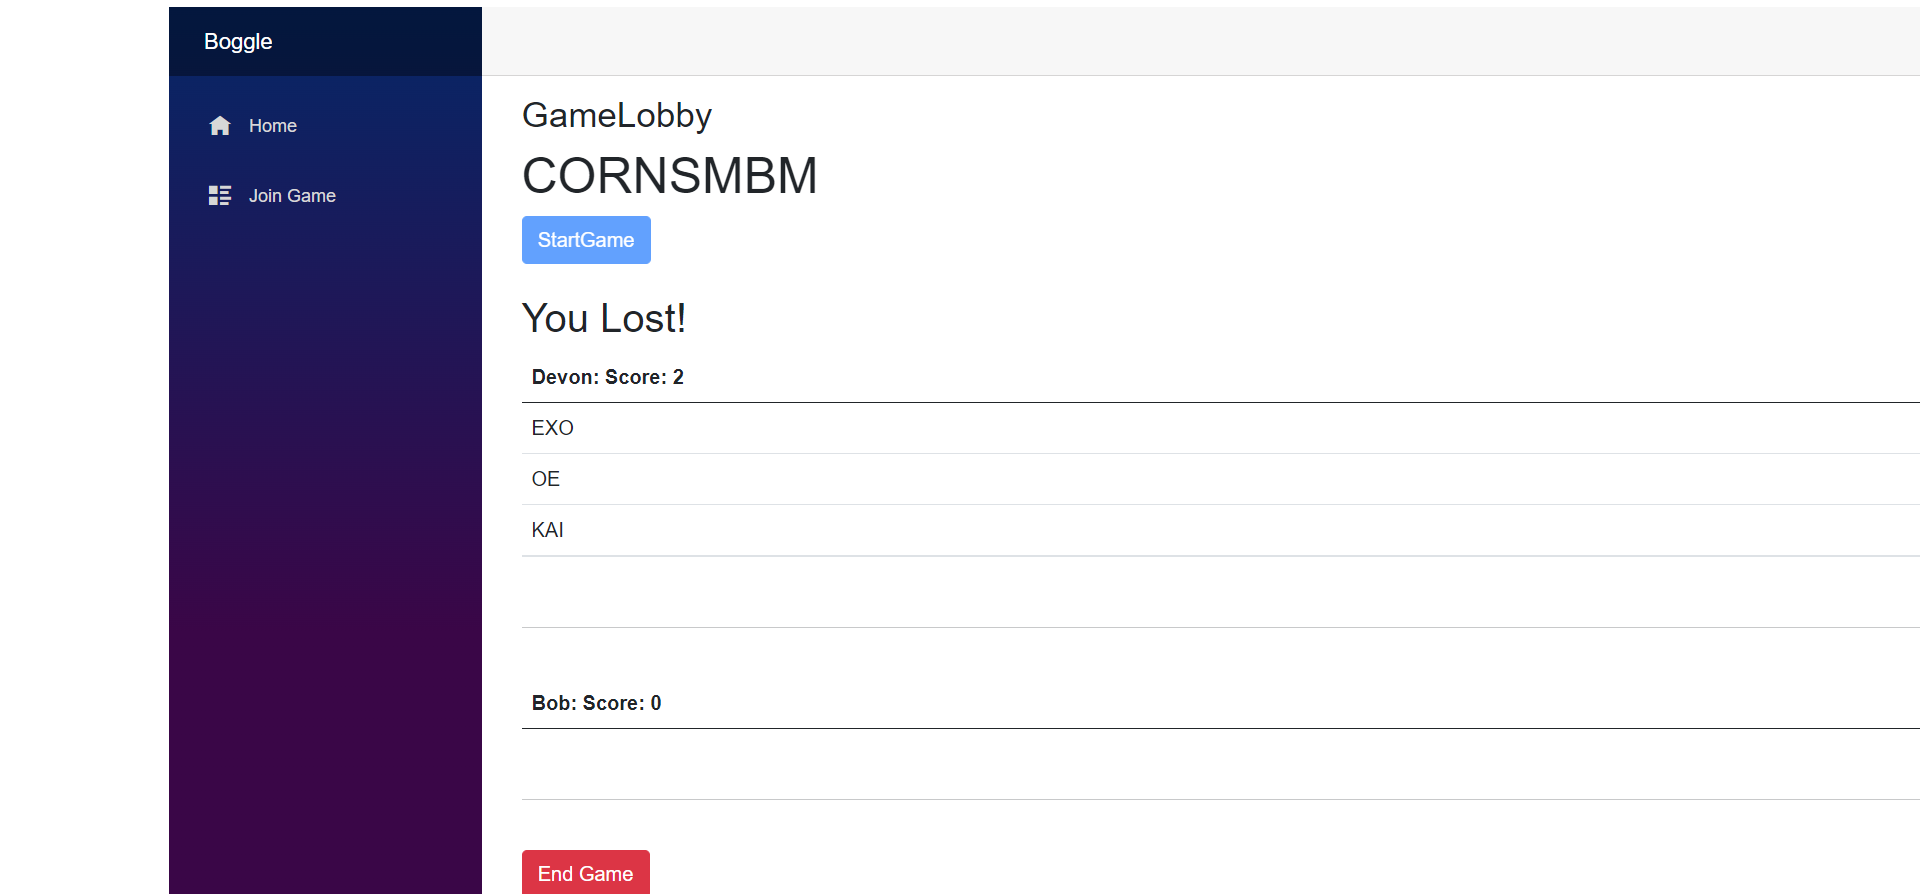 Boggle
Home
Join Game
GameLobby
CORNSMBM
StartGame
You Lost!
Devon: Score: 2
EXO
OE
KAI
Bob: Score: 0
End Game